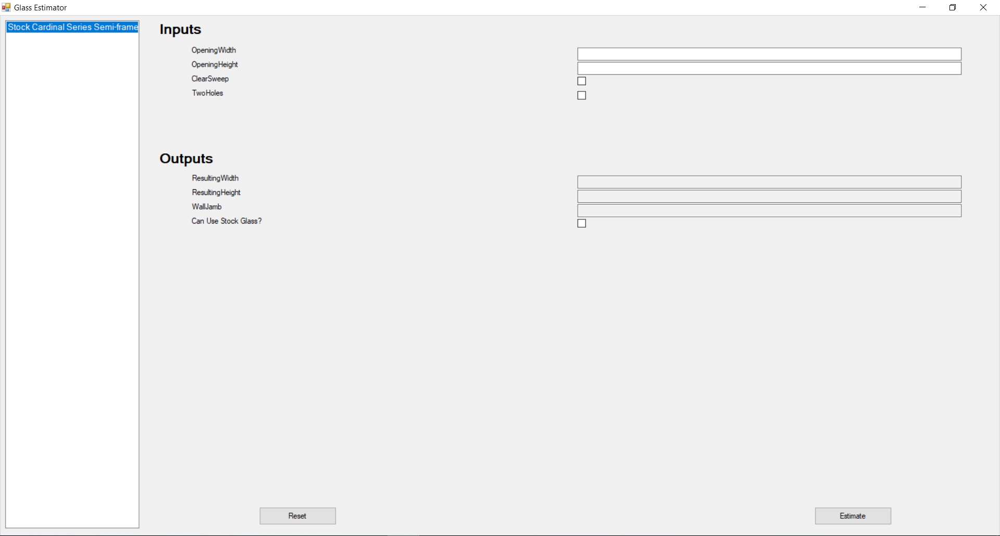 Glass Estimator
Stock Cardinal Series Semi-frame
Inputs
OpeningWidth
OpeningHeight
ClearSweep
TwoHoles
Outputs
ResultingWidth
ResultingHeight
WallJamb
Can Use Stock Glass?
Reset
Estimate